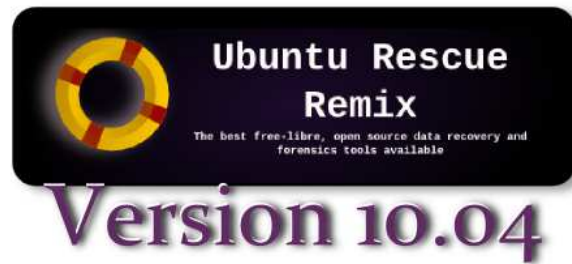 Ubuntu Rescue
Remix
The best free-libre, open source data recovery and
forensics tools available
Version 10.04